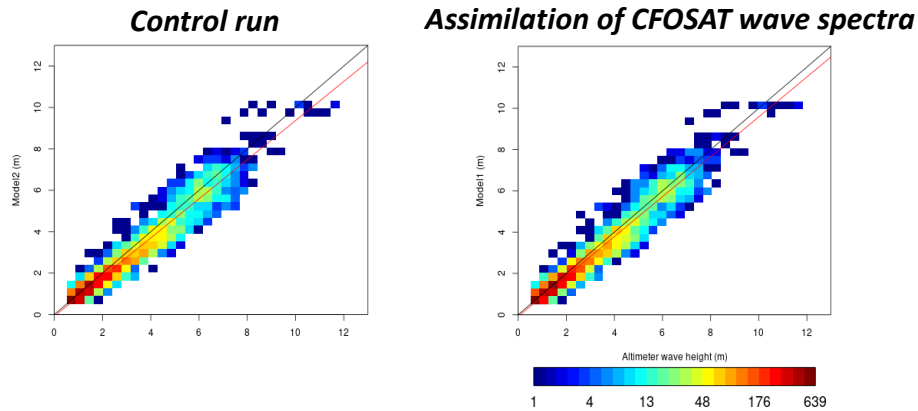 Control run
Assimilation of CFOSAT wave spectra
Model2 (m)
0 2 4 6 8 10 12
0 2 4 6 8 10 12
Model1 (m)
0 2 4 6 8 10 12
0 2 4 6 8 10 12
Altimeter wave height (m)
1 4 13 48 176 639